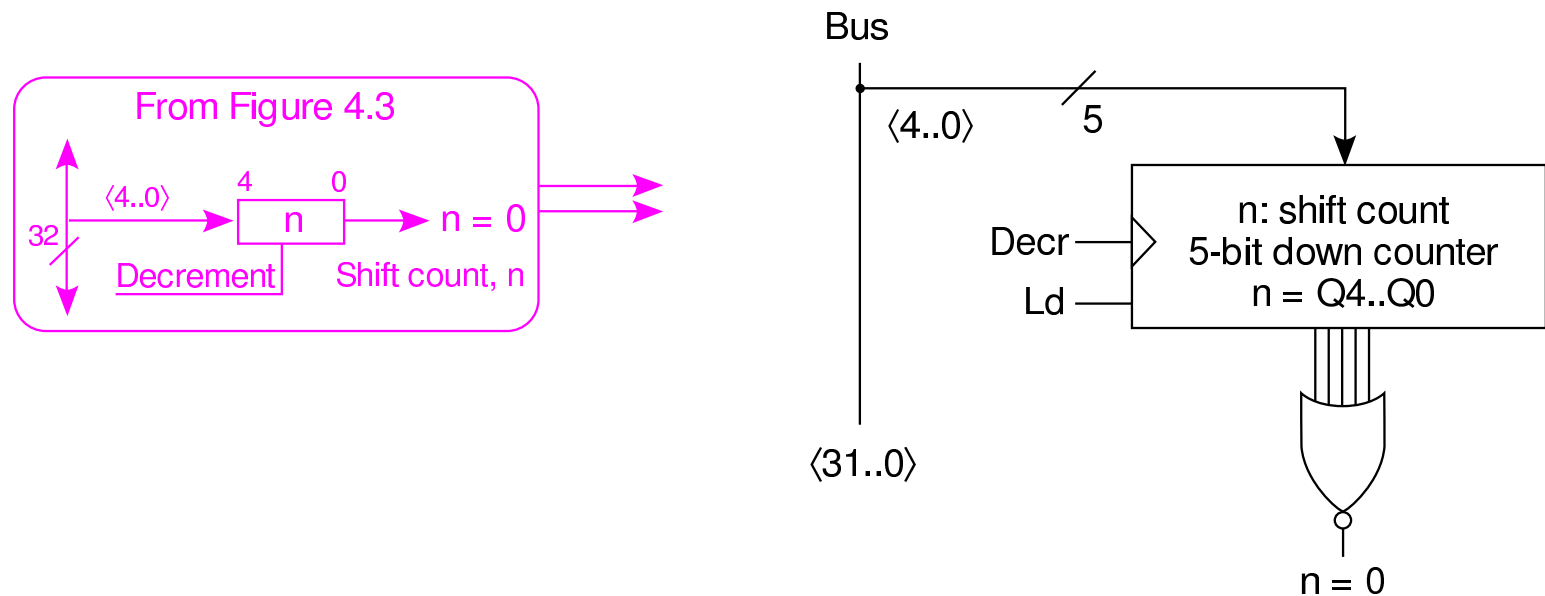 From Figure 4.3
⟨4..0⟩
4
0
32
n
n = 0
Decrement
Shift count, n
Bus
⟨4..0⟩
5
Decr
Ld
n: shift count
5-bit down counter
n = Q4..Q0
⟨31..0⟩
n = 0